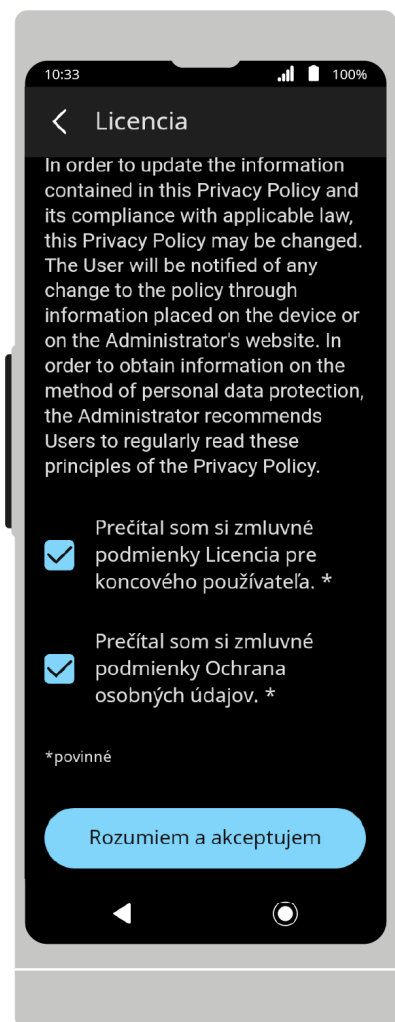 10:33
100%
Licencia
In order to update the information
contained in this Privacy Policy and
its compliance with applicable law,
this Privacy Policy may be changed.
The User will be notified of any
change to the policy through
information placed on the device or
on the Administrator's website. In
order to obtain information on the
method of personal data protection,
the Administrator recommends
Users to regularly read these
principles of the Privacy Policy.
Prečítal som si zmluvné
podmienky Licencia pre
koncového používateľa. *
Prečítal som si zmluvné
podmienky Ochrana
osobných údajov. *
*povinné
Rozumiem a akceptujem